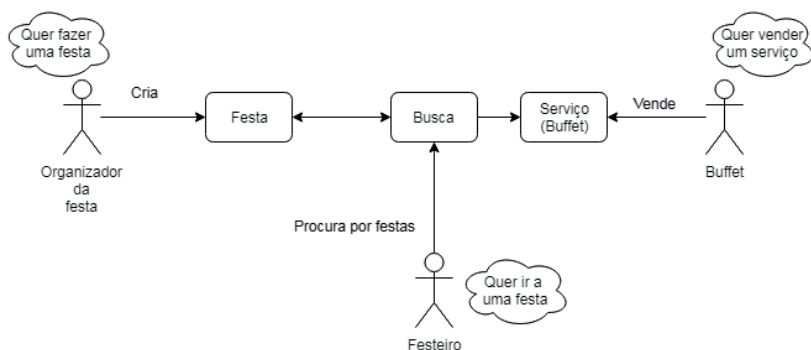 Quer fazer
uma festa
Quer vender
um serviço
Cria
Festa
Busca
Serviço
(Buffet)
Vende
Organizador
da
festa
Buffet
Procura por festas
Quer ir a
uma festa
Festeiro